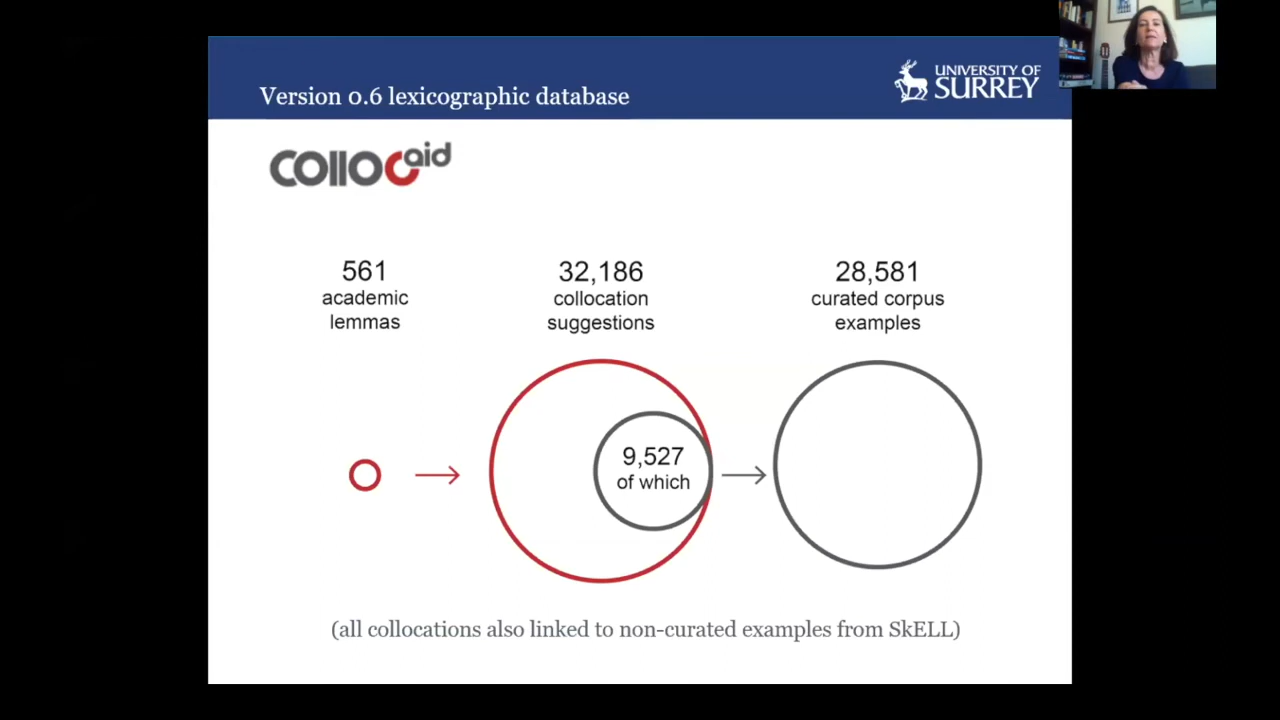 Version 0.6 lexicographic database
UNIVERSITY OF
SURREY
collocaid
561
academic
lemmas
32,186
collocation
suggestions
28,581
curated corpus
examples
9,527
of which
(all collocations also linked to non-curated examples from SkELL)